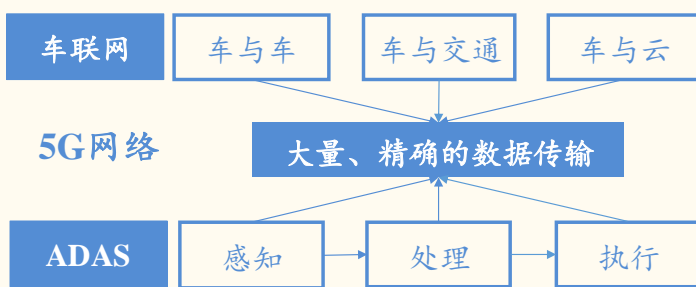 车联网 车与车 车与交通 车与云
5G网络 大量、精确的数据传输
ADAS 感知 处理 执行